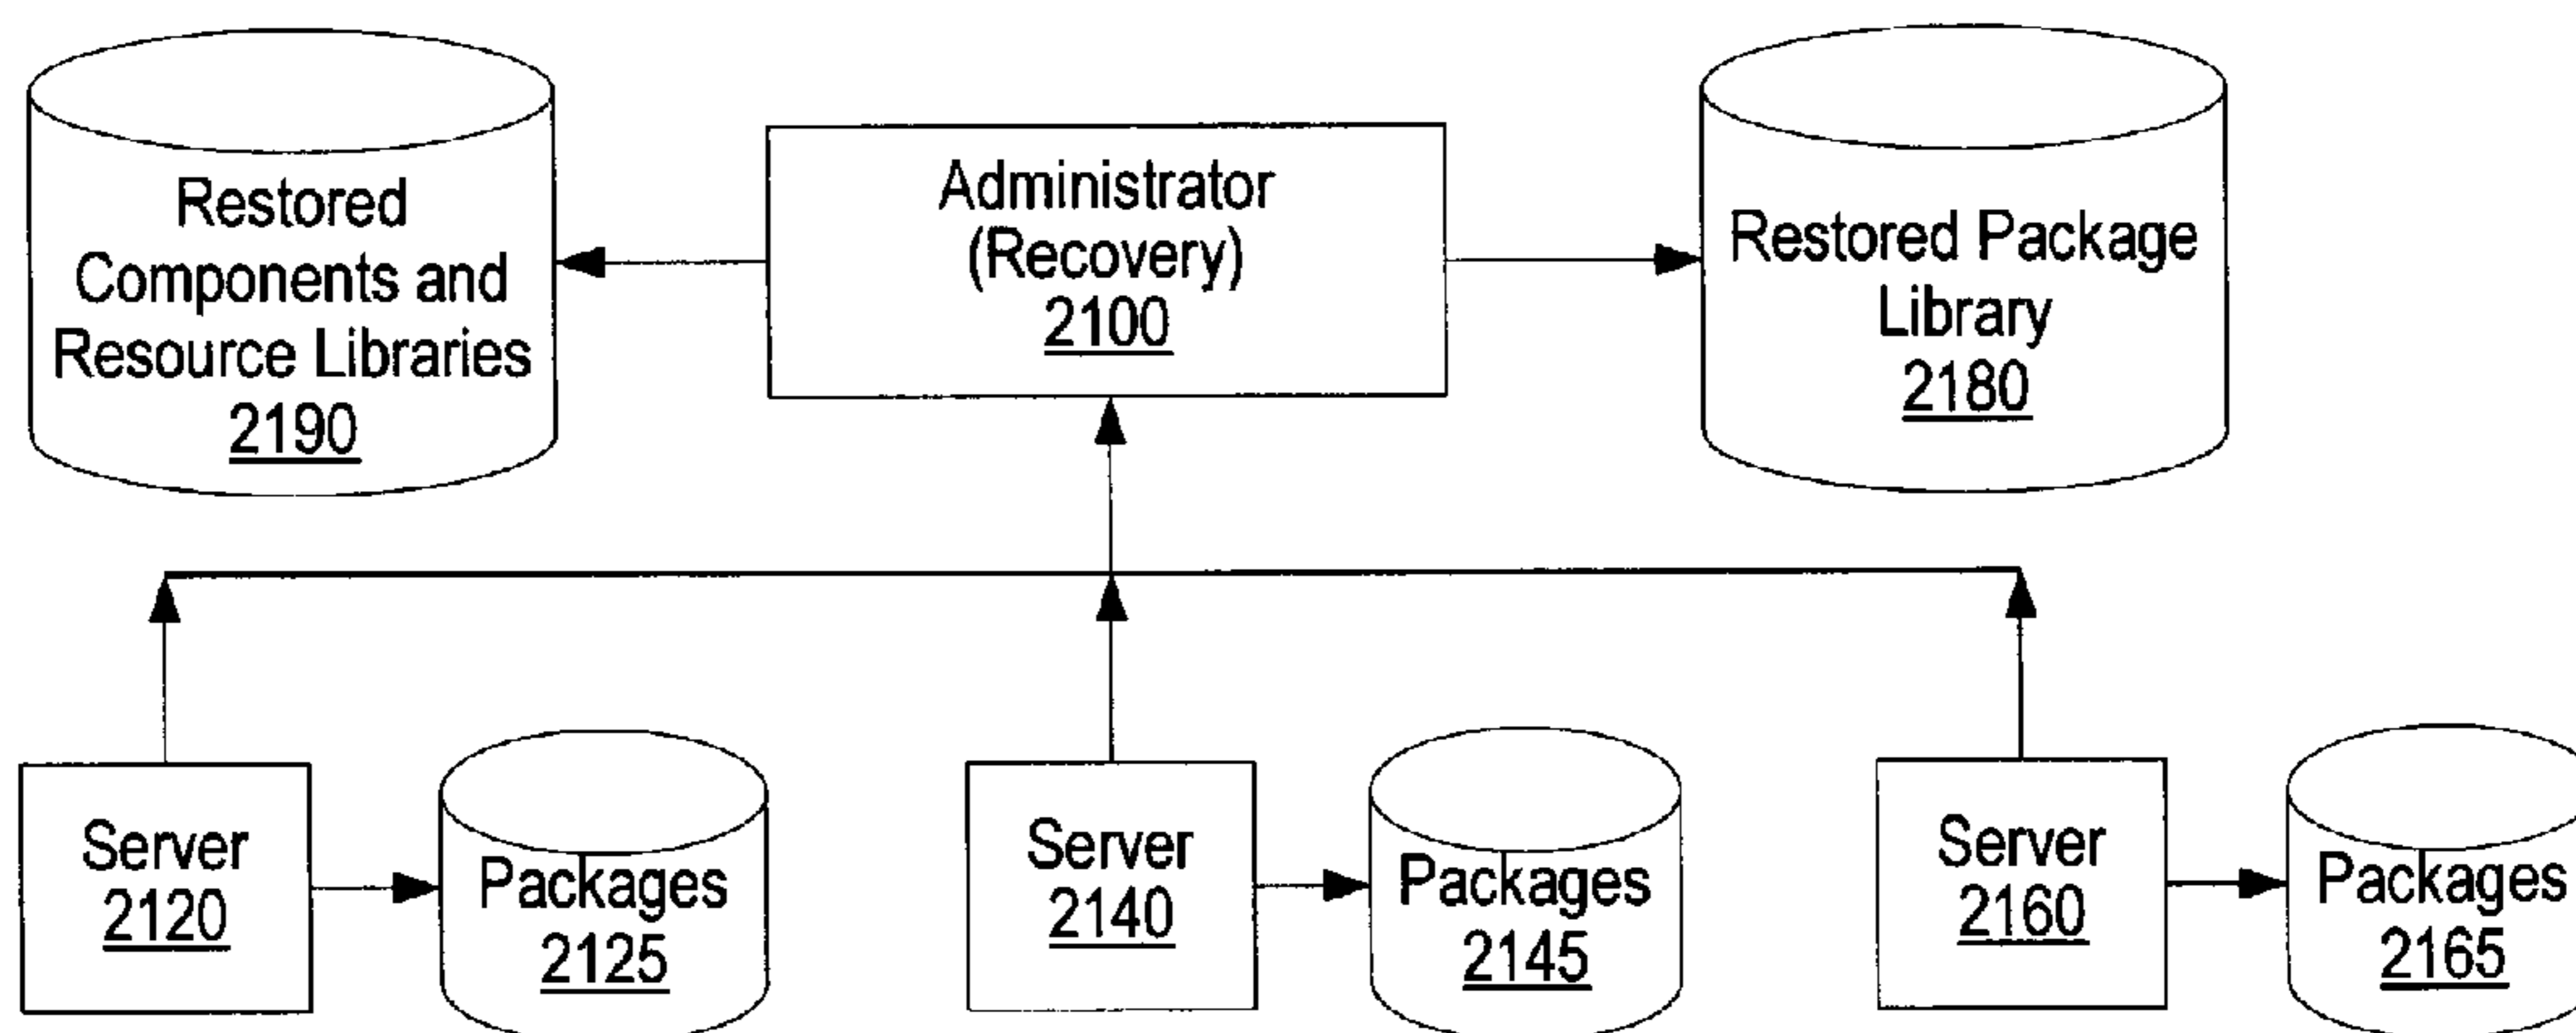 Restored
Components and
Resource Libraries
2190
Administrator
(Recovery)
2100
Restored Package
Library
2180
Server
2120
Packages
2125
Server
2140
Packages
2145
Server
2160
Packages
2165